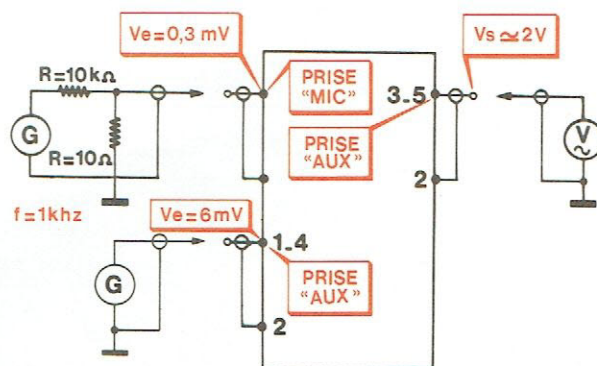 Ve=0,3 mV
Vs≃2V
R=10kΩ
PRISE
"MIC"
3-5
PRISE
"AUX"
G
R=10Ω
V
~
2
f=1khz
Ve=6mV
1-4
G
PRISE
"AUX"
2